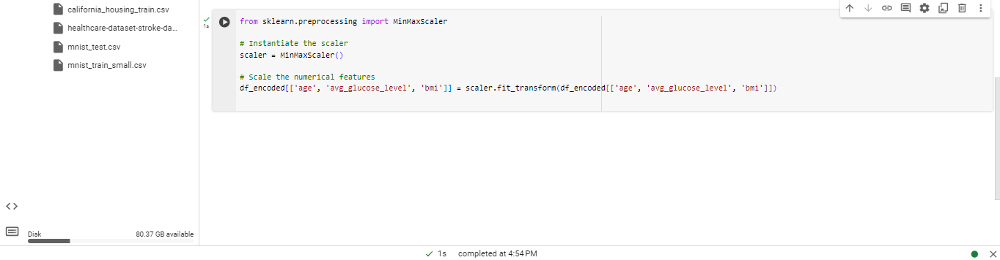 california_housing_train.csv
healthcare-dataset-stroke-da...
mnist_test.csv
mnist_train_small.csv
1s
from sklearn.preprocessing import MinMaxScaler
# Instantiate the scaler
scaler = MinMaxScaler()
# Scale the numerical features
df_encoded[['age', 'avg_glucose_level', 'bmi']] = scaler.fit_transform(df_encoded[['age', 'avg_glucose_level', 'bmi']])
Disk 80.37 GB available
1s completed at 4:54 PM